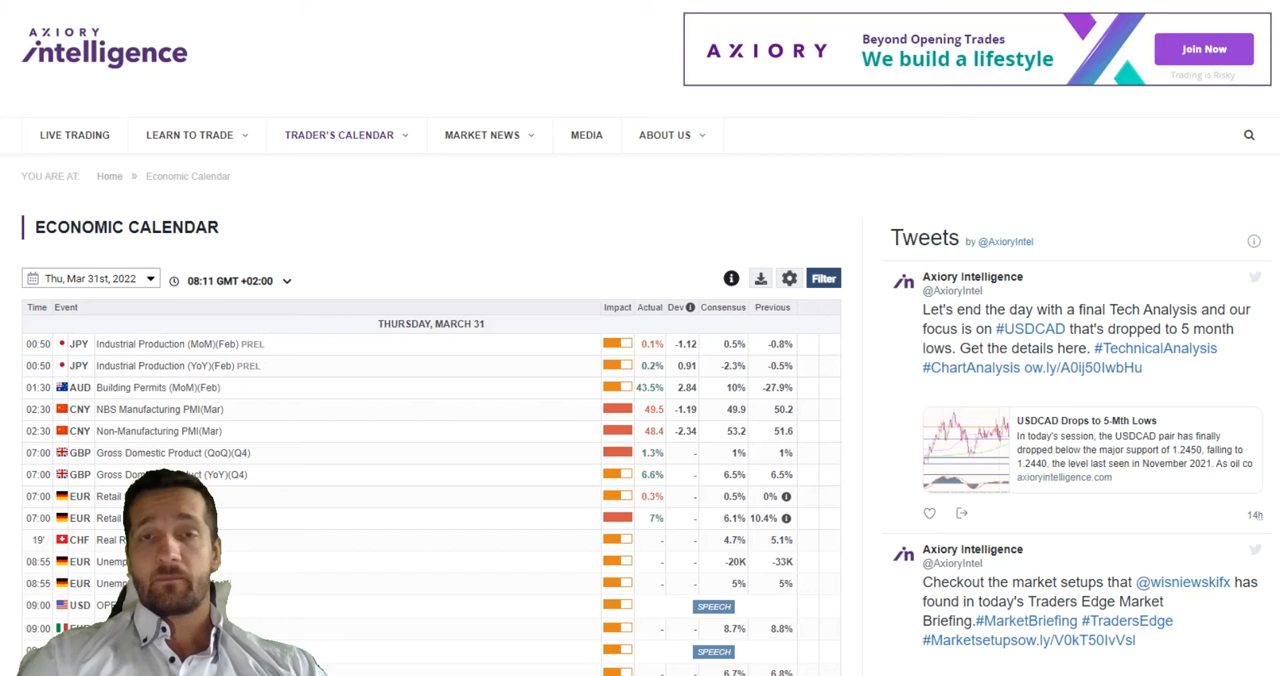 AXIORY
intelligence
AXIORY
Beyond Opening Trades
We build a lifestyle
Join Now
Trading is Risky
LIVE TRADING
LEARN TO TRADE
TRADER'S CALENDAR
MARKET NEWS
MEDIA
ABOUT US
YOU ARE AT: Home » Economic Calendar
ECONOMIC CALENDAR
Thu, Mar 31st, 2022
08:11 GMT +02:00
Filter
Time Event Impact Actual Dev Consensus Previous
THURSDAY, MARCH 31
00:50 JPY Industrial Production (MoM)(Feb) PREL 0.1% -1.12 0.5% -0.8%
00:50 JPY Industrial Production (YoY)(Feb) PREL 0.2% 0.91 -2.3% -0.5%
01:30 AUD Building Permits (MoM)(Feb) 43.5% 2.84 10% -27.9%
02:30 CNY NBS Manufacturing PMI(Mar) 49.5 -1.19 49.9 50.2
02:30 CNY Non-Manufacturing PMI(Mar) 48.4 -2.34 53.2 51.6
07:00 GBP Gross Domestic Product (QoQ)(Q4) 1.3% - 1% 1%
07:00 GBP Gross (YoY)(Q4) 6.6% - 6.5% 6.5%
07:00 EUR Retail 0.3% - 0.5% 0%
07:00 EUR Retail 7% - 6.1% 10.4%
19' CHF Real - - 4.7% 5.1%
08:55 EUR - - -20K -33K
08:55 EUR - - 5% 5%
09:00 USD SPEECH
09:00 - - 8.7% 8.8%
SPEECH
- - 6.7% 6.8%
Tweets by @AxioryIntel
Axiory Intelligence
@AxioryIntel
Let's end the day with a final Tech Analysis and our
focus is on #USDCAD that's dropped to 5 month
lows. Get the details here. #TechnicalAnalysis
#ChartAnalysis ow.ly/A0lj50IwbHu
USDCAD Drops to 5-Mth Lows
In today's session, the USDCAD pair has finally
dropped below the major support of 1.2450, falling to
1.2440, the level last seen in November 2021. As oil co
axioryintelligence.com
14h
Axiory Intelligence
@AxioryIntel
Checkout the market setups that @wisniewskifx has
found in today's Traders Edge Market
Briefing.#MarketBriefing #TradersEdge
#Marketsetupsow.ly/V0kT50IvVsl